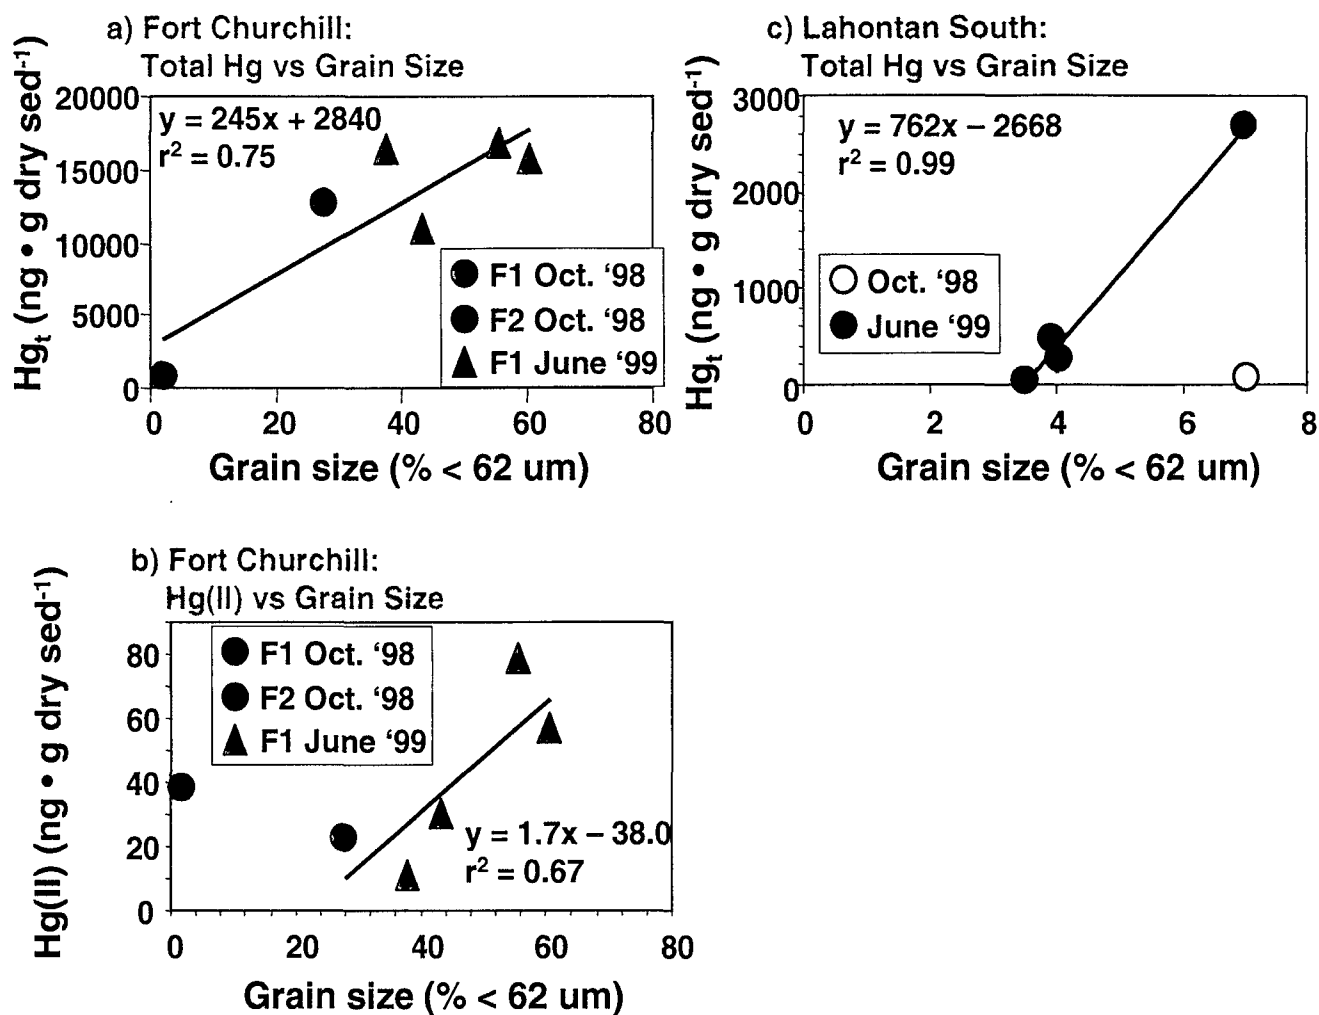 a) Fort Churchill:
Total Hg vs Grain Size
Hgt (ng • g dry sed-1)
20000
15000
10000
5000
0
y = 245x + 2840
r2 = 0.75
F1 Oct. ‘98
F2 Oct. ‘98
F1 June ‘99
0 20 40 60 80
Grain size (% < 62 um)
c) Lahontan South:
Total Hg vs Grain Size
Hgt (ng • g dry sed-1)
3000
2000
1000
0
y = 762x – 2668
r2 = 0.99
Oct. ‘98
June ‘99
0 2 4 6 8
Grain size (% < 62 um)
b) Fort Churchill:
Hg(II) vs Grain Size
Hg(II) (ng • g dry sed-1)
80
60
40
20
0
F1 Oct. ‘98
F2 Oct. ‘98
F1 June ‘99
y = 1.7x – 38.0
r2 = 0.67
0 20 40 60 80
Grain size (% < 62 um)